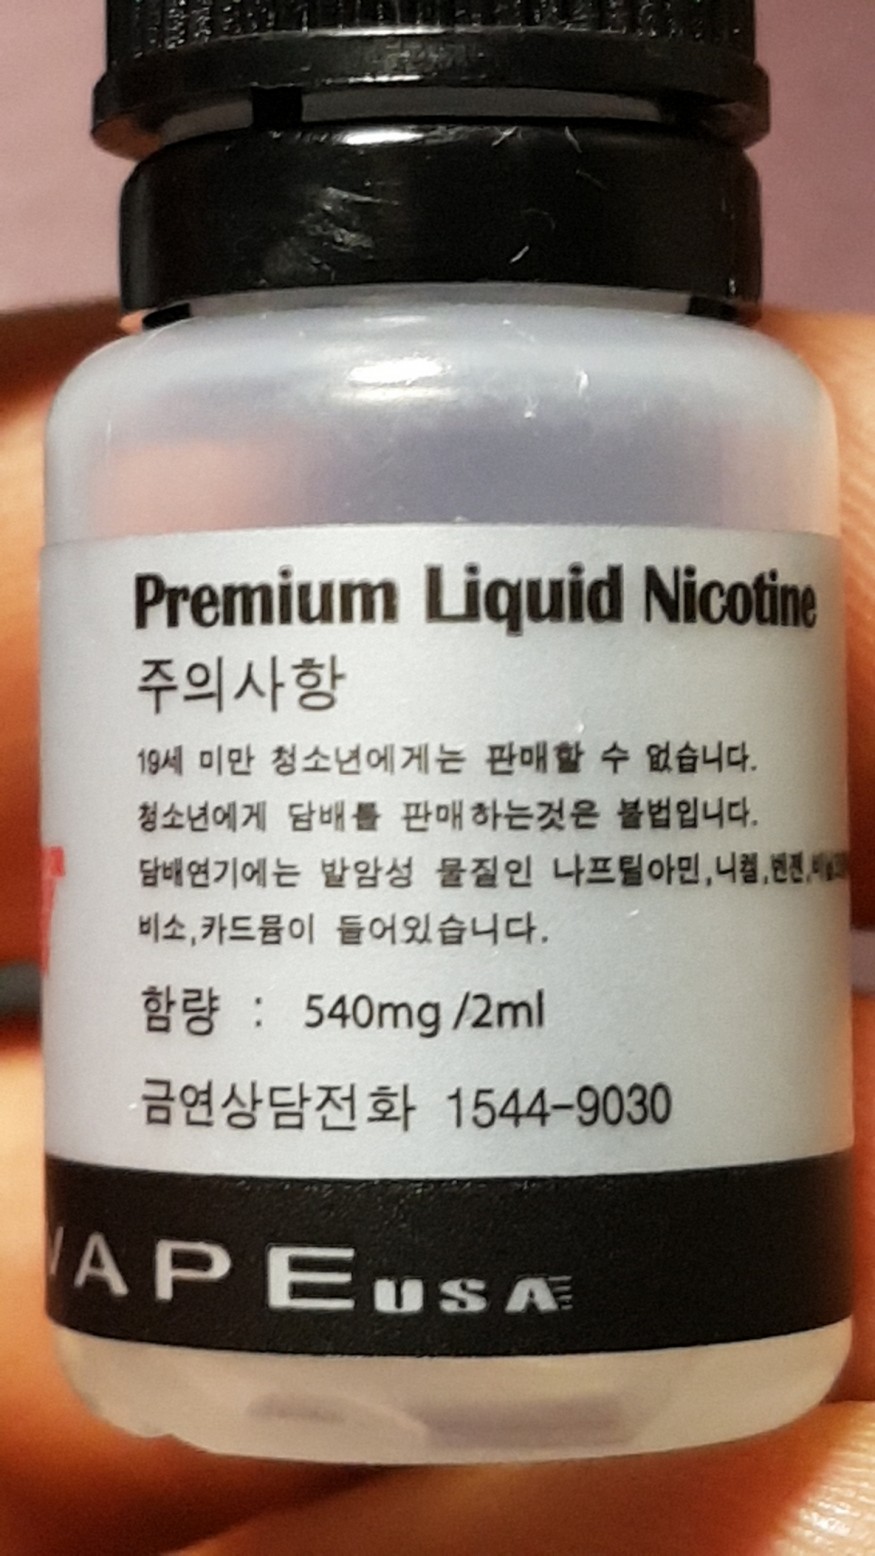 Premium Liquid Nicotine
주의사항
19세 미만 청소년에게는 판매할 수 없습니다.
청소년에게 담배를 판매하는것은 불법입니다.
담배연기에는 발암성 물질인 나프틸아민,니켈,벤젠,
비소,카드뮴이 들어있습니다.
함량 : 540mg /2ml
금연상담전화 1544-9030
VAPE USA